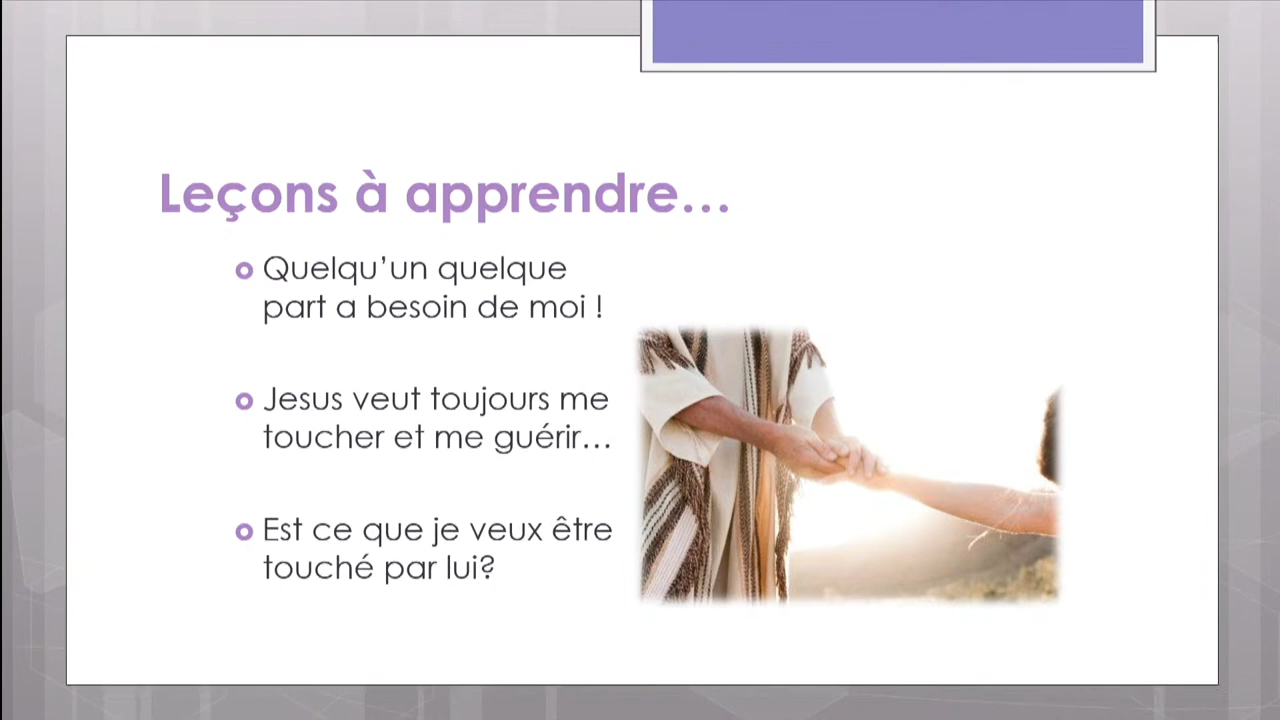 Leçons à apprendre...
Quelqu’un quelque
part a besoin de moi !
Jesus veut toujours me
toucher et me guérir...
Est ce que je veux être
touché par lui?